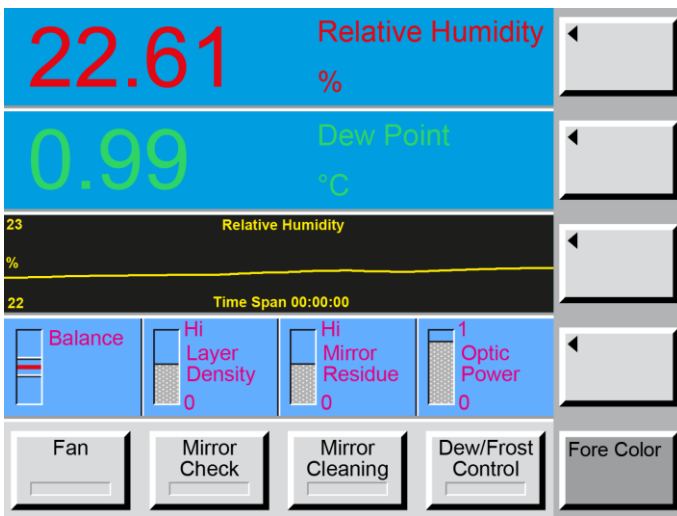 22.61
Relative Humidity
%
0.99
Dew Point
°C
23
Relative Humidity
%
22
Time Span 00:00:00
Balance
Hi
Layer
Density
0
Hi
Mirror
Residue
0
1
Optic
Power
0
Fan
Mirror
Check
Mirror
Cleaning
Dew/Frost
Control
Fore Color